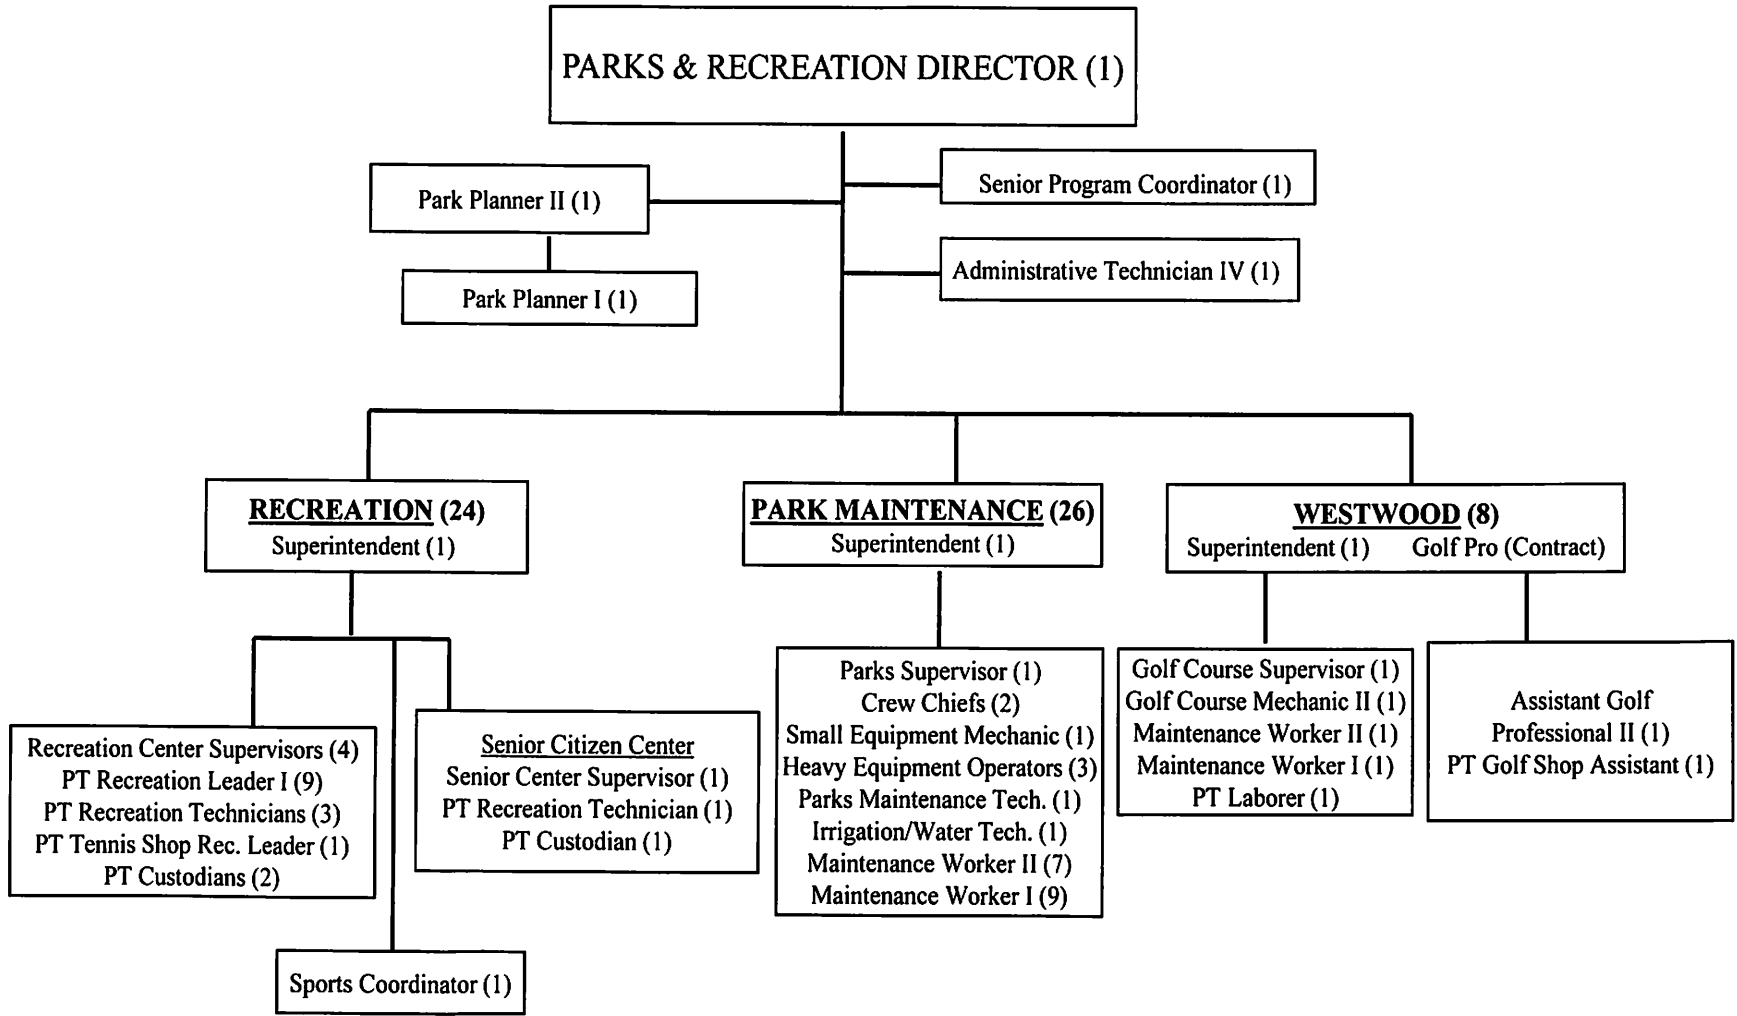 PARKS & RECREATION DIRECTOR (1)
Senior Program Coordinator (1)
Park Planner II (1)
Administrative Technician IV (1)
Park Planner I (1)
RECREATION (24)
Superintendent (1)
PARK MAINTENANCE (26)
Superintendent (1)
WESTWOOD (8)
Superintendent (1) Golf Pro (Contract)
Recreation Center Supervisors (4)
PT Recreation Leader I (9)
PT Recreation Technicians (3)
PT Tennis Shop Rec. Leader (1)
PT Custodians (2)
Senior Citizen Center
Senior Center Supervisor (1)
PT Recreation Technician (1)
PT Custodian (1)
Sports Coordinator (1)
Parks Supervisor (1)
Crew Chiefs (2)
Small Equipment Mechanic (1)
Heavy Equipment Operators (3)
Parks Maintenance Tech. (1)
Irrigation/Water Tech. (1)
Maintenance Worker II (7)
Maintenance Worker I (9)
Golf Course Supervisor (1)
Golf Course Mechanic II (1)
Maintenance Worker II (1)
Maintenance Worker I (1)
PT Laborer (1)
Assistant Golf
Professional II (1)
PT Golf Shop Assistant (1)